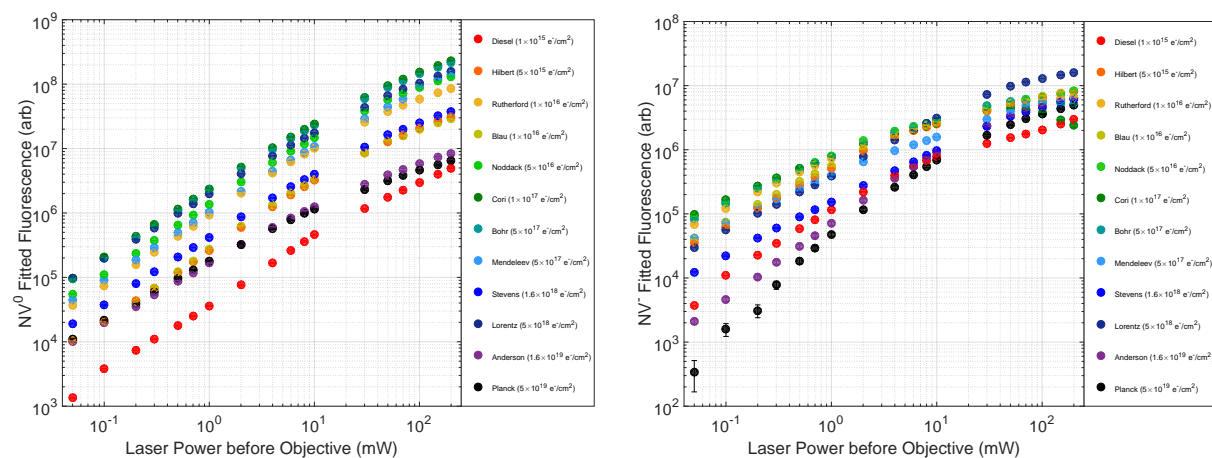 10^9
10^8
10^7
10^6
10^5
10^4
10^3
NV^0 Fitted Fluorescence (arb)
10^-1
10^0
10^1
10^2
Laser Power before Objective (mW)
Diesel (1×10^15 e^-/cm^2)
Hilbert (5×10^15 e^-/cm^2)
Rutherford (1×10^16 e^-/cm^2)
Blau (1×10^16 e^-/cm^2)
Noddack (5×10^16 e^-/cm^2)
Cori (1×10^17 e^-/cm^2)
Bohr (5×10^17 e^-/cm^2)
Mendeleev (5×10^17 e^-/cm^2)
Stevens (1.6×10^18 e^-/cm^2)
Lorentz (5×10^18 e^-/cm^2)
Anderson (1.6×10^19 e^-/cm^2)
Planck (5×10^19 e^-/cm^2)
10^8
10^7
10^6
10^5
10^4
10^3
10^2
NV^- Fitted Fluorescence (arb)
10^-1
10^0
10^1
10^2
Laser Power before Objective (mW)
Diesel (1×10^15 e^-/cm^2)
Hilbert (5×10^15 e^-/cm^2)
Rutherford (1×10^16 e^-/cm^2)
Blau (1×10^16 e^-/cm^2)
Noddack (5×10^16 e^-/cm^2)
Cori (1×10^17 e^-/cm^2)
Bohr (5×10^17 e^-/cm^2)
Mendeleev (5×10^17 e^-/cm^2)
Stevens (1.6×10^18 e^-/cm^2)
Lorentz (5×10^18 e^-/cm^2)
Anderson (1.6×10^19 e^-/cm^2)
Planck (5×10^19 e^-/cm^2)